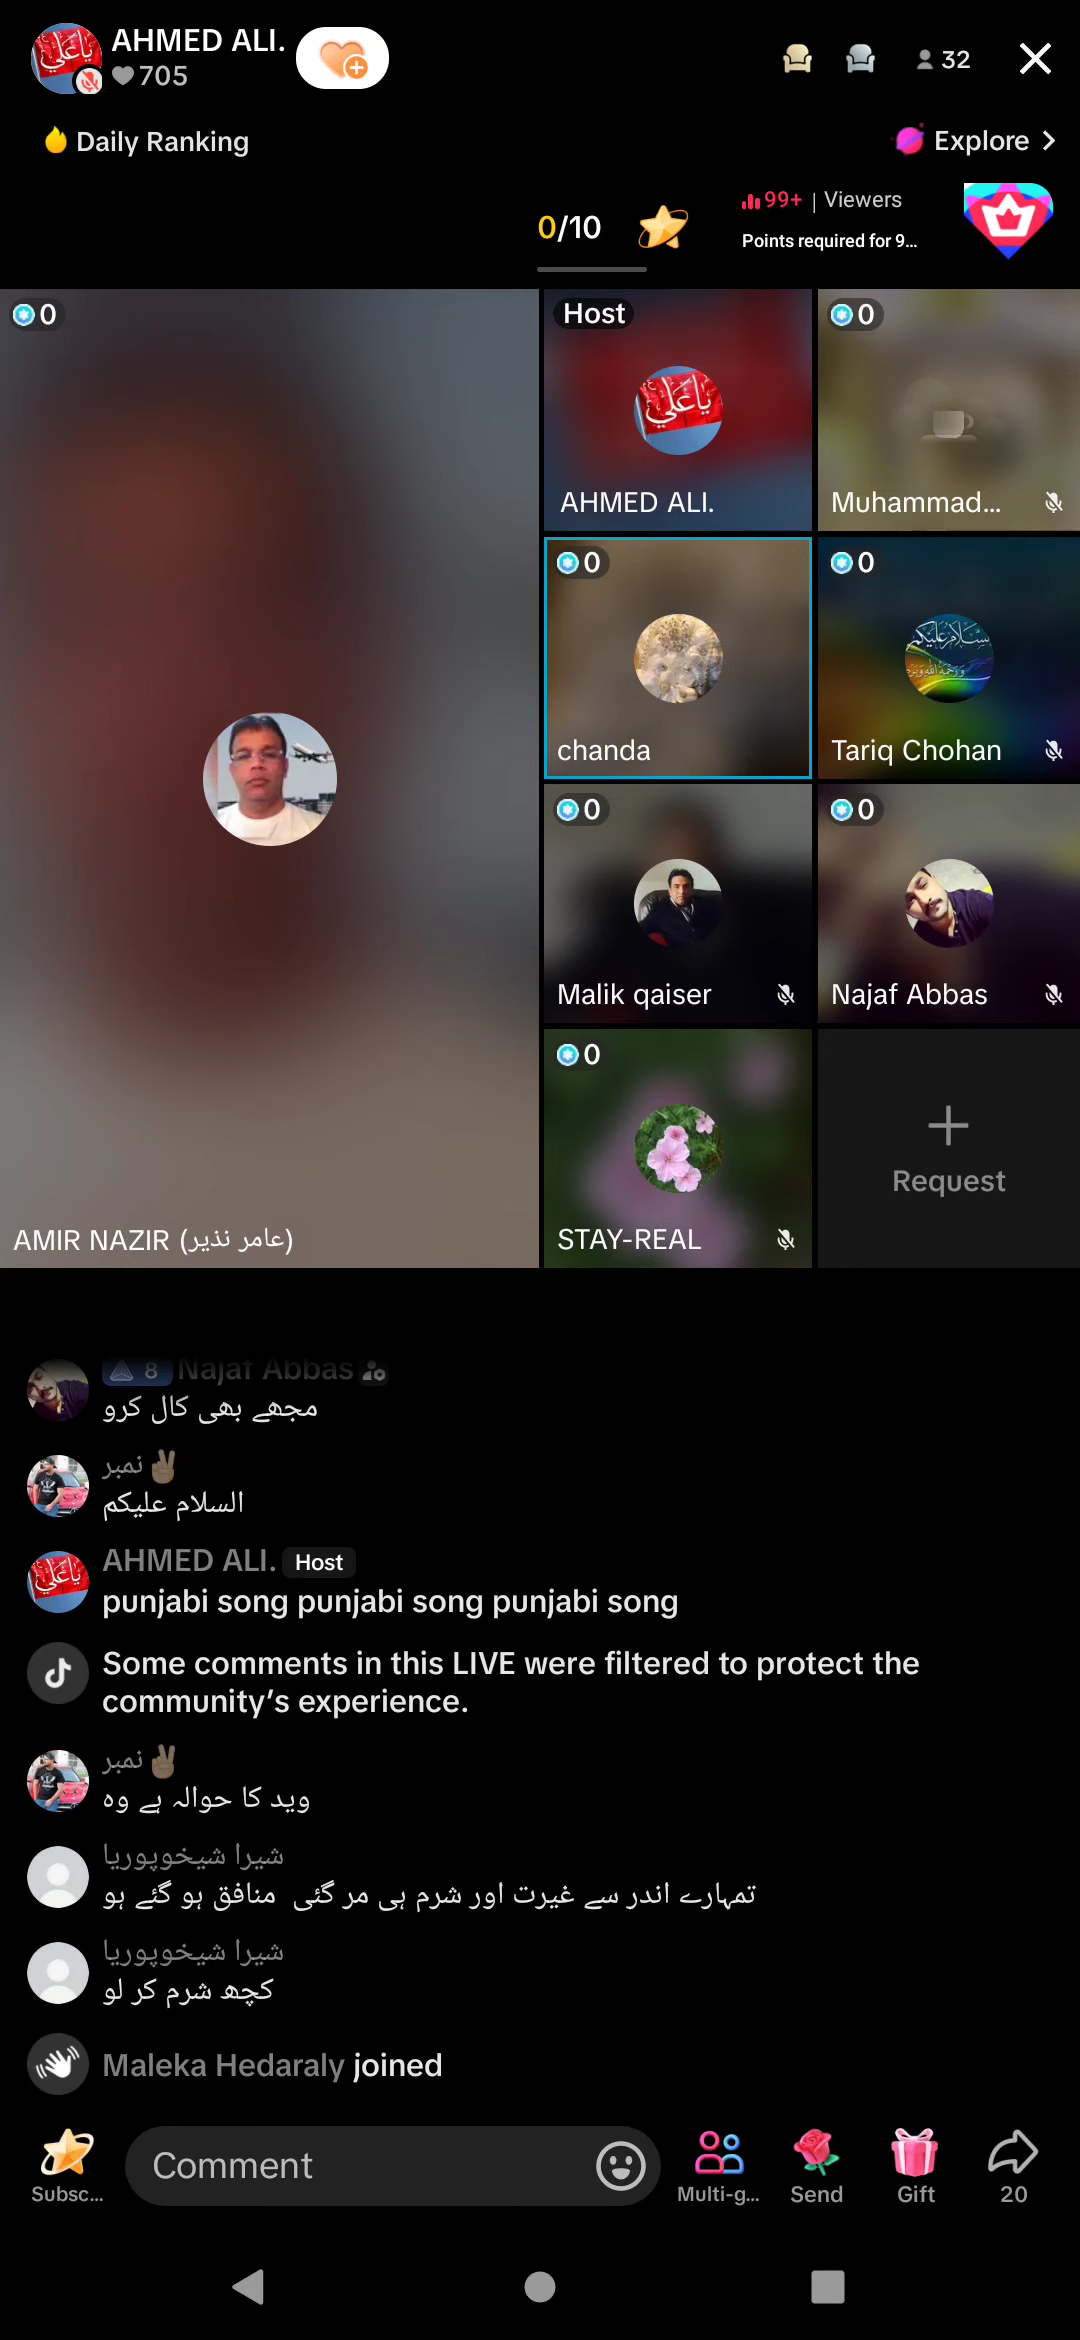 AHMED ALI.
705
32
Daily Ranking
Explore
0/10
99+ | Viewers
Points required for 9...
0
Host
یاعلي
AHMED ALI.
0
Muhammad...
0
chanda
0
Tariq Chohan
0
Malik qaiser
0
Najaf Abbas
0
STAY-REAL
Request
AMIR NAZIR (عامر نذیر)
8 Najaf Abbas
مجھے بھی کال کرو
نمبر✌🏽
السلام علیکم
AHMED ALI. Host
punjabi song punjabi song punjabi song
Some comments in this LIVE were filtered to protect the
community's experience.
نمبر✌🏽
وید کا حوالہ ہے وہ
شیرا شیخوپوریا
تمہارے اندر سے غیرت اور شرم ہی مر گئی منافق ہو گئے ہو
شیرا شیخوپوریا
کچھ شرم کر لو
Maleka Hedaraly joined
Subsc...
Comment
Multi-g...
Send
Gift
20